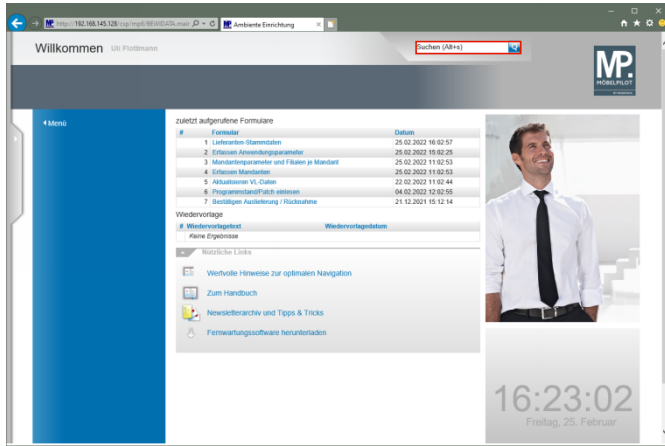 http://192.168.145.128/csp/mp6/BEWIDATA.mair
Ambiente Einrichtung
Willkommen Uli Flottmann
Suchen (Alt+s)
MP.
MÖBELPILOT
Menü
zuletzt aufgerufene Formulare
# Formular Datum
1 Lieferanten-Stammdaten 25.02.2022 16:02:57
2 Erfassen Anwendungsparameter 25.02.2022 15:02:25
3 Mandantenparameter und Filialen je Mandant 25.02.2022 11:02:53
4 Erfassen Mandanten 25.02.2022 11:02:53
5 Aktualisieren VL-Daten 22.02.2022 11:02:44
6 Programmstand/Patch einlesen 04.02.2022 12:02:55
7 Bestätigen Auslieferung / Rücknahme 21.12.2021 15:12:14
Wiedervorlage
# Wiedervorlagetext Wiedervorlagedatum
Keine Ergebnisse
Nützliche Links
Wertvolle Hinweise zur optimalen Navigation
Zum Handbuch
Newsletterarchiv und Tipps & Tricks
Fernwartungssoftware herunterladen
16:23:02
Freitag, 25. Februar